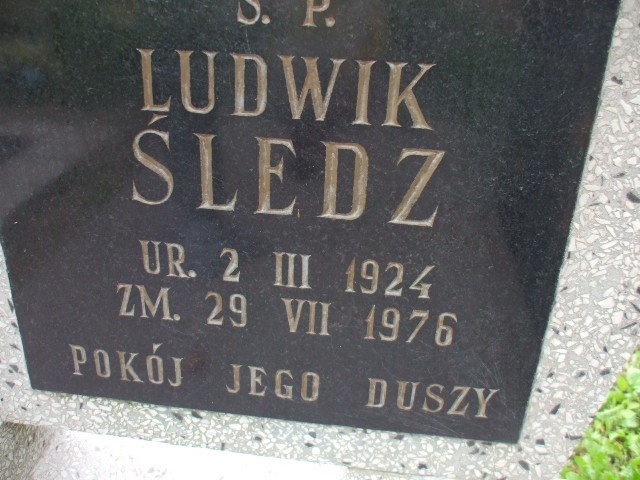 Ś. P.
LUDWIK
ŚLEDZ
UR. 2 III 1924
ZM. 29 VII 1976
POKÓJ JEGO DUSZY